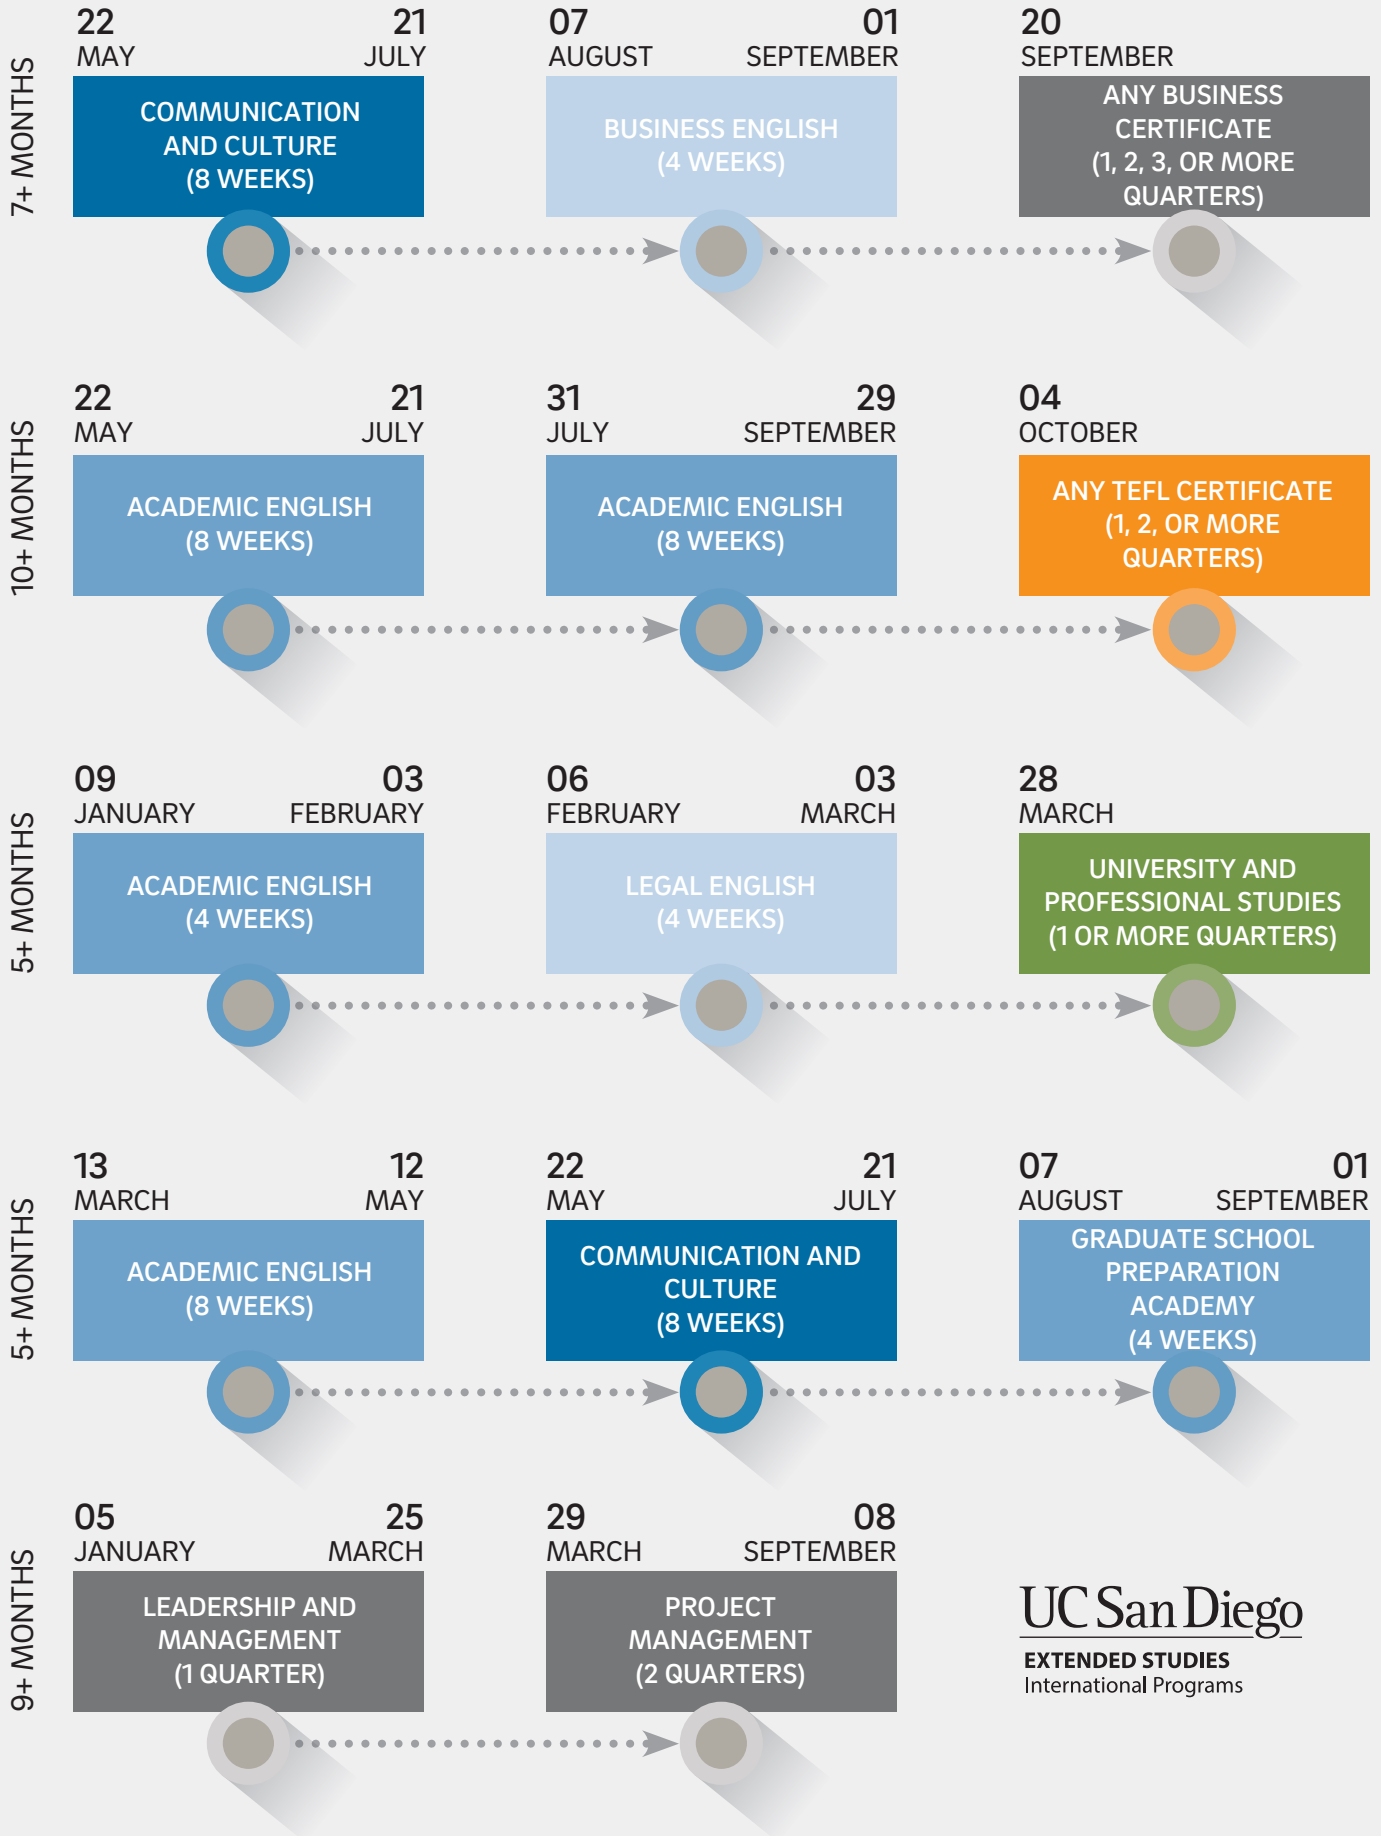 7+ MONTHS
22
MAY
21
JULY
COMMUNICATION
AND CULTURE
(8 WEEKS)
07
AUGUST
01
SEPTEMBER
BUSINESS ENGLISH
(4 WEEKS)
20
SEPTEMBER
ANY BUSINESS
CERTIFICATE
(1, 2, 3, OR MORE
QUARTERS)
10+ MONTHS
22
MAY
21
JULY
ACADEMIC ENGLISH
(8 WEEKS)
31
JULY
29
SEPTEMBER
ACADEMIC ENGLISH
(8 WEEKS)
04
OCTOBER
ANY TEFL CERTIFICATE
(1, 2, OR MORE
QUARTERS)
5+ MONTHS
09
JANUARY
03
FEBRUARY
ACADEMIC ENGLISH
(4 WEEKS)
06
FEBRUARY
03
MARCH
LEGAL ENGLISH
(4 WEEKS)
28
MARCH
UNIVERSITY AND
PROFESSIONAL STUDIES
(1 OR MORE QUARTERS)
5+ MONTHS
13
MARCH
12
MAY
ACADEMIC ENGLISH
(8 WEEKS)
22
MAY
21
JULY
COMMUNICATION AND
CULTURE
(8 WEEKS)
07
AUGUST
01
SEPTEMBER
GRADUATE SCHOOL
PREPARATION
ACADEMY
(4 WEEKS)
9+ MONTHS
05
JANUARY
25
MARCH
LEADERSHIP AND
MANAGEMENT
(1 QUARTER)
29
MARCH
08
SEPTEMBER
PROJECT
MANAGEMENT
(2 QUARTERS)
UC San Diego
EXTENDED STUDIES
International Programs